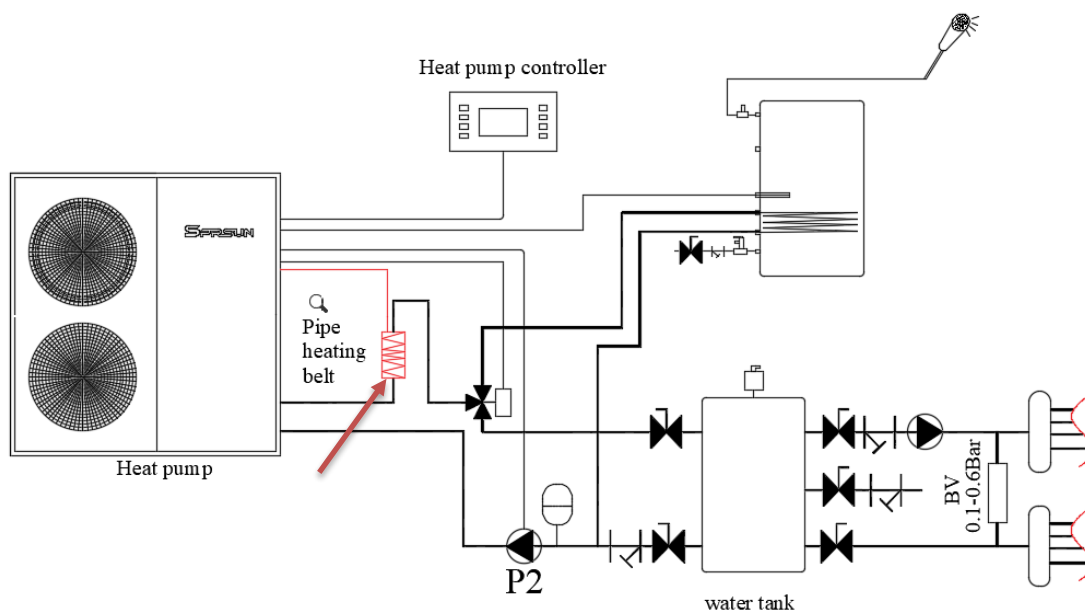 Heat pump controller
SPRSUN
Pipe
heating
belt
Heat pump
P2
BV
0.1-0.6Bar
water tank